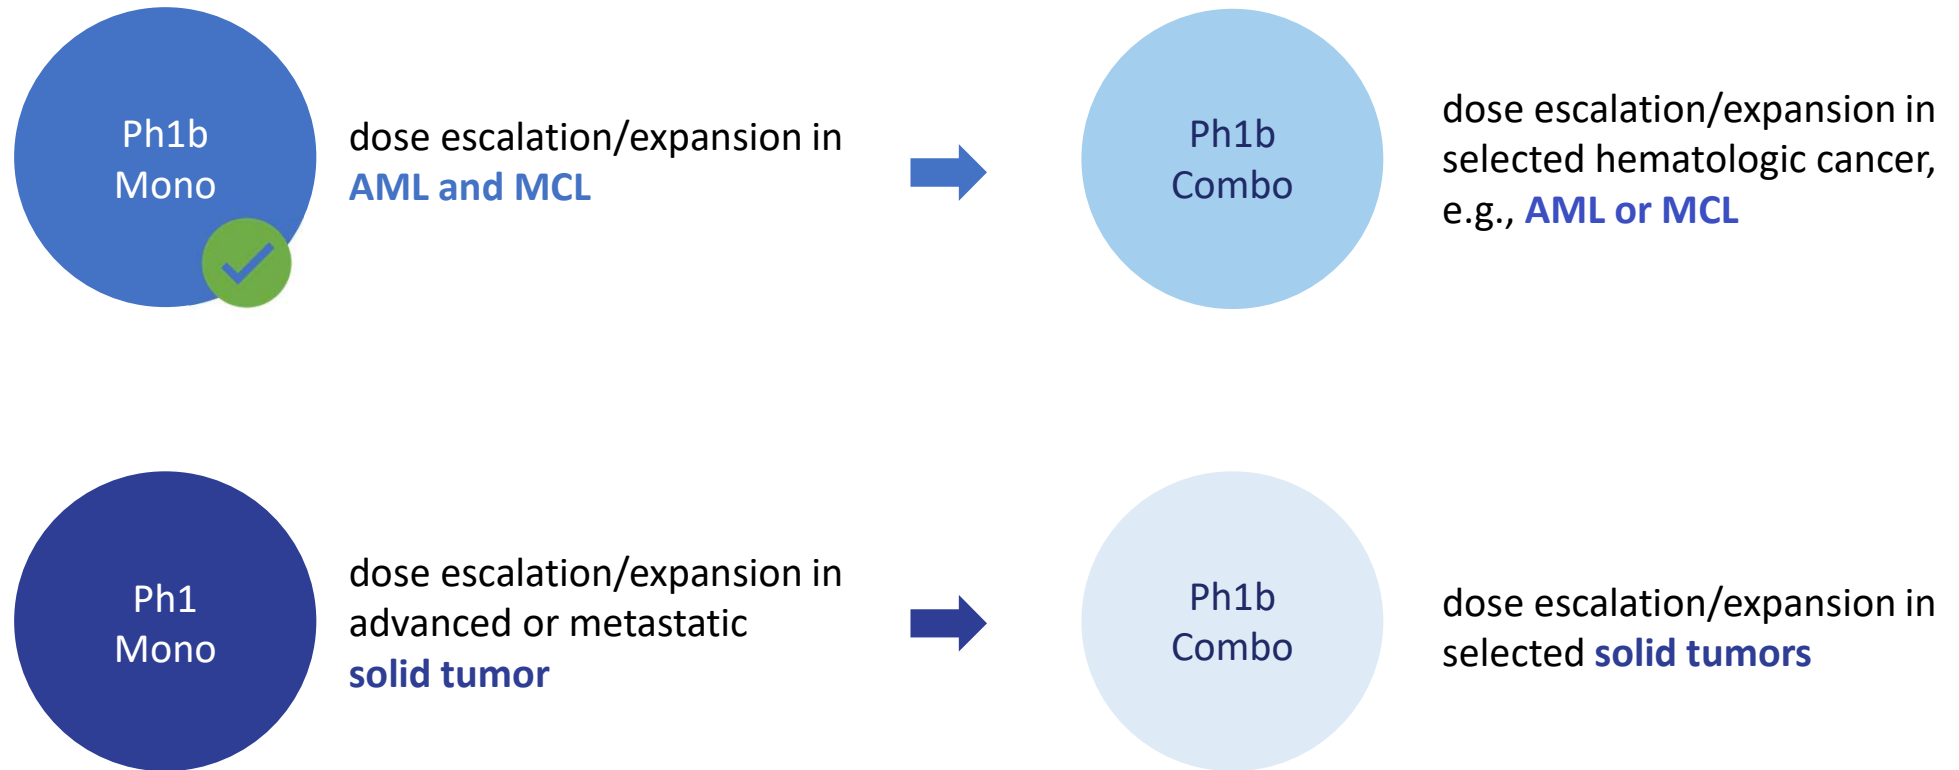 Ph1b
Mono
dose escalation/expansion in
AML and MCL
Ph1b
Combo
dose escalation/expansion in
selected hematologic cancer,
e.g., AML or MCL
Ph1
Mono
dose escalation/expansion in
advanced or metastatic
solid tumor
Ph1b
Combo
dose escalation/expansion in
selected solid tumors